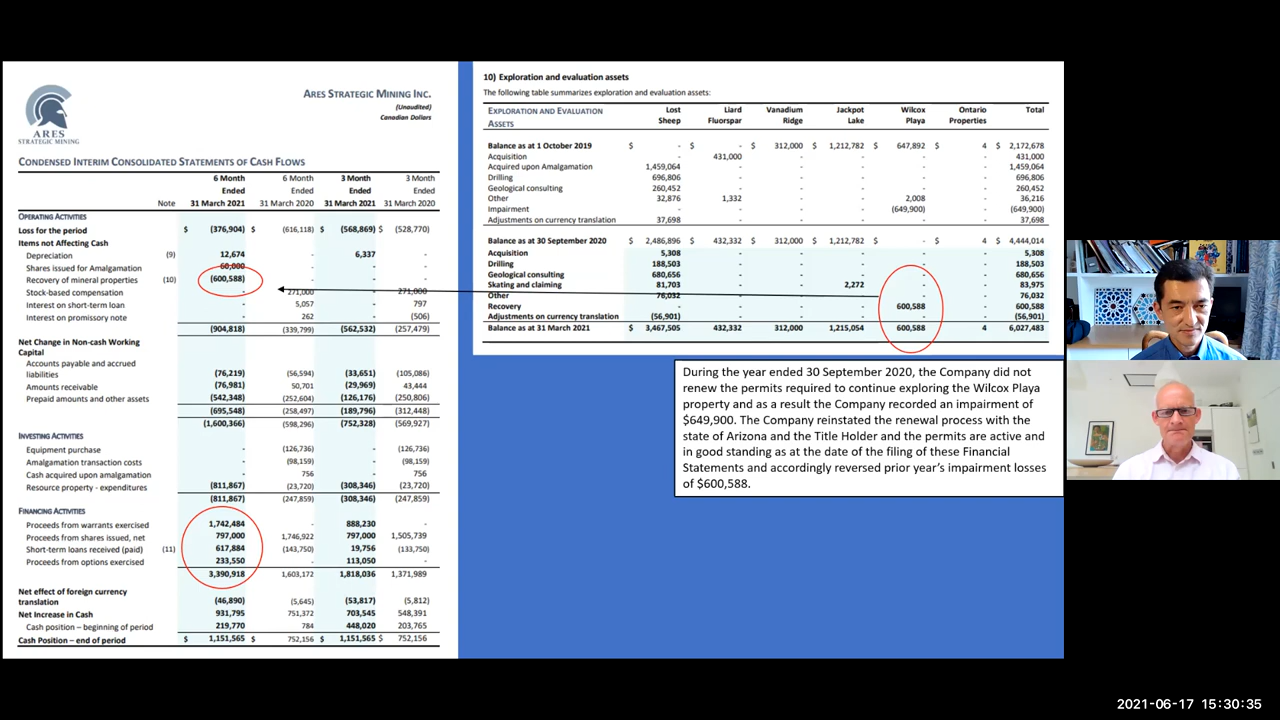 ARES
STRATEGIC MINING
ARES STRATEGIC MINING INC.
(Unaudited)
Canadian Dollars
CONDENSED INTERIM CONSOLIDATED STATEMENTS OF CASH FLOWS
6 Month 6 Month 3 Month 3 Month
Ended Ended Ended Ended
Note 31 March 2021 31 March 2020 31 March 2021 31 March 2020
OPERATING ACTIVITIES
Loss for the period $ (376,904) $ (616,118) $ (568,869) $ (528,770)
Items not Affecting Cash
Depreciation (9) 12,674 - 6,337 -
Shares issued for Amalgamation 60,000 - - -
Recovery of mineral properties (10) (600,588) - - -
Stock-based compensation - 271,000 - 271,000
Interest on short-term loan - 5,057 - 797
Interest on promissory note - 262 - (506)
(904,818) (339,799) (562,532) (257,479)
Net Change in Non-cash Working
Capital
Accounts payable and accrued
liabilities (76,219) (56,594) (33,651) (105,086)
Amounts receivable (76,981) 50,701 (29,969) 43,444
Prepaid amounts and other assets (542,348) (252,604) (126,176) (250,806)
(695,548) (258,497) (189,796) (312,448)
(1,600,366) (598,296) (752,328) (569,927)
INVESTING ACTIVITIES
Equipment purchase - (126,736) - (126,736)
Amalgamation transaction costs - (98,159) - (98,159)
Cash acquired upon amalgamation - 756 - 756
Resource property - expenditures (811,867) (23,720) (308,346) (23,720)
(811,867) (247,859) (308,346) (247,859)
FINANCING ACTIVITIES
Proceeds from warrants exercised 1,742,484 - 888,230 -
Proceeds from shares issued, net 797,000 1,746,922 797,000 1,505,739
Short-term loans received (paid) (11) 617,884 (143,750) 19,756 (133,750)
Proceeds from options exercised 233,550 - 113,050 -
3,390,918 1,603,172 1,818,036 1,371,989
Net effect of foreign currency
translation (46,890) (5,645) (53,817) (5,812)
Net Increase in Cash 931,795 751,372 703,545 548,391
Cash position – beginning of period 219,770 784 448,020 203,765
Cash Position – end of period $ 1,151,565 $ 752,156 $ 1,151,565 $ 752,156
10) Exploration and evaluation assets
The following table summarizes exploration and evaluation assets:
EXPLORATION AND EVALUATION Lost Liard Vanadium Jackpot Wilcox Ontario
ASSETS Sheep Fluorspar Ridge Lake Playa Properties Total
Balance as at 1 October 2019 $ - $ - $ 312,000 $ 1,212,782 $ 647,892 $ 4 $ 2,172,678
Acquisition - 431,000 - - - - 431,000
Acquired upon Amalgamation 1,459,064 - - - - - 1,459,064
Drilling 696,806 - - - - - 696,806
Geological consulting 260,452 - - - - - 260,452
Other 32,876 1,332 - - 2,008 - 36,216
Impairment - - - - (649,900) - (649,900)
Adjustments on currency translation 37,698 - - - - - 37,698
Balance as at 30 September 2020 $ 2,486,896 $ 432,332 $ 312,000 $ 1,212,782 $ - $ 4 $ 4,444,014
Acquisition 5,308 - - - - - 5,308
Drilling 188,503 - - - - - 188,503
Geological consulting 680,656 - - - - - 680,656
Skating and claiming 81,703 - - 2,272 - - 83,975
Other 76,032 - - - - - 76,032
Recovery - - - - 600,588 - 600,588
Adjustments on currency translation (56,901) - - - - - (56,901)
Balance as at 31 March 2021 $ 3,467,505 432,332 312,000 1,215,054 600,588 4 $ 6,027,483
During the year ended 30 September 2020, the Company did not
renew the permits required to continue exploring the Wilcox Playa
property and as a result the Company recorded an impairment of
$649,900. The Company reinstated the renewal process with the
state of Arizona and the Title Holder and the permits are active and
in good standing as at the date of the filing of these Financial
Statements and accordingly reversed prior year's impairment losses
of $600,588.
2021-06-17 15:30:35